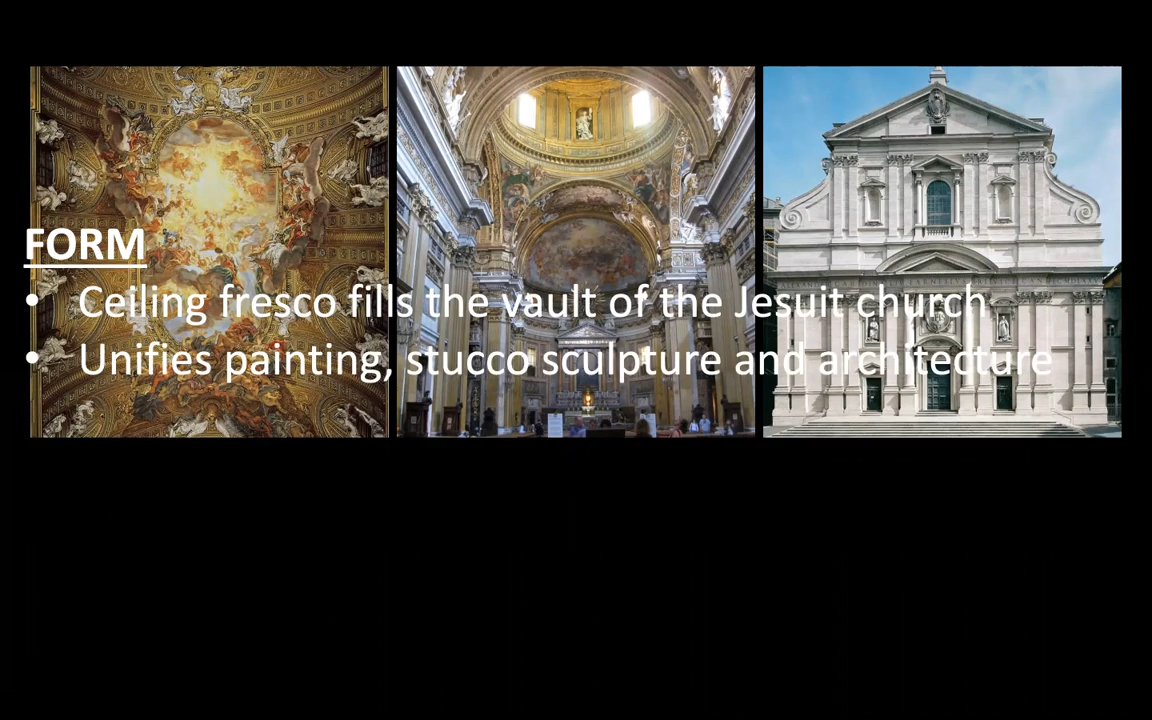 FORM
• Ceiling fresco fills the vault of the Jesuit church
• Unifies painting, stucco sculpture and architecture